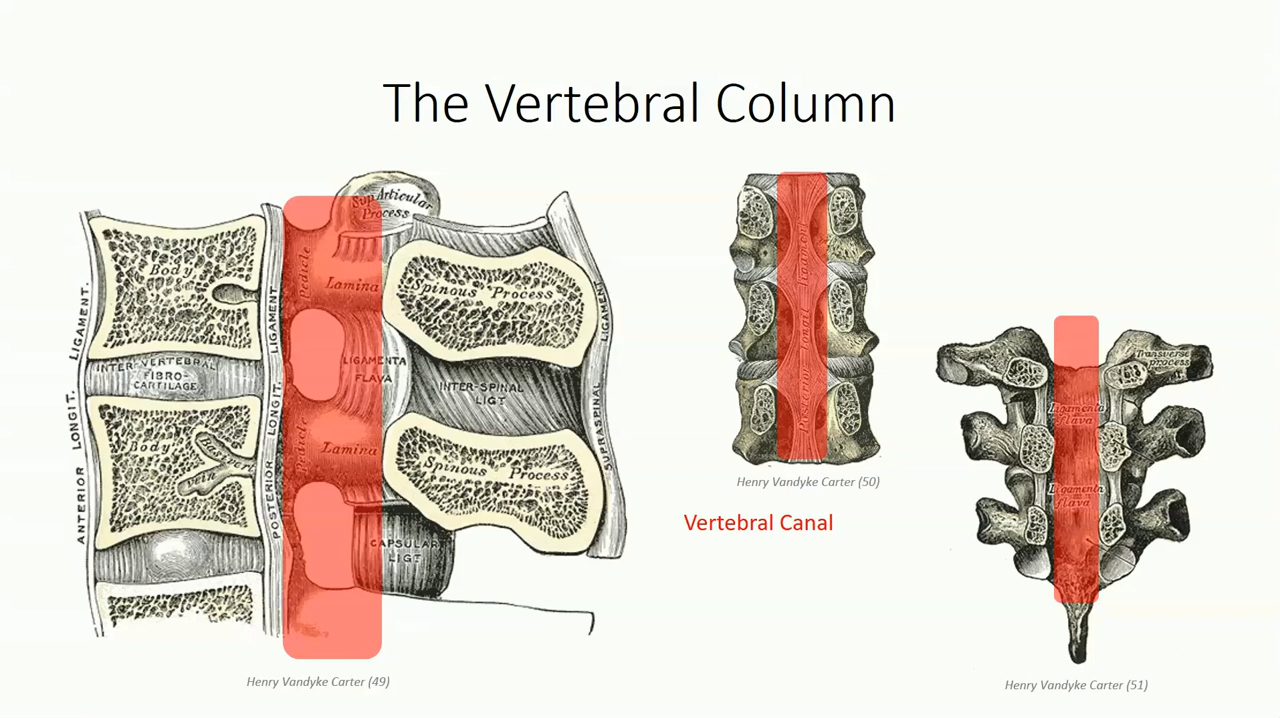 The Vertebral Column
Sup Articular
Process
Body
Pedicle
Lamina
Spinous Process
ANTERIOR LONGIT. LIGAMENT.
POSTERIOR LONGIT. LIGAMENT
INTER-VERTEBRAL
FIBRO-
CARTILAGE
LIGAMENTA
FLAVA
INTER-SPINAL
LIGT
SUPRASPINAL LIGAMENT
Body
Pedicle
Lamina
Spinous Process
CAPSULAR
LIGT
Henry Vandyke Carter (49)
Posterior Longitl. ligament
Henry Vandyke Carter (50)
Vertebral Canal
Transverse
process
Ligamenta
flava
Ligamenta
flava
Henry Vandyke Carter (51)